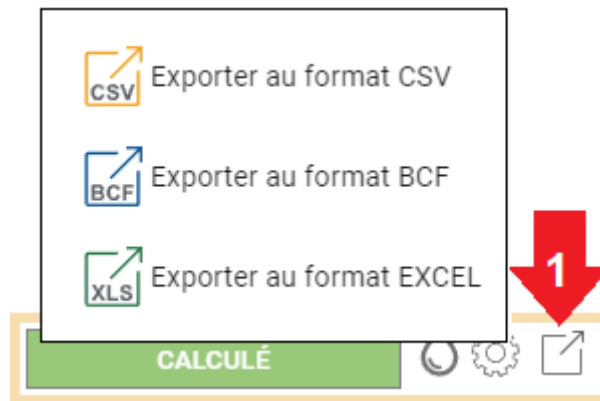 CSV Exporter au format CSV
BCF Exporter au format BCF
XLS Exporter au format EXCEL
1
CALCULÉ